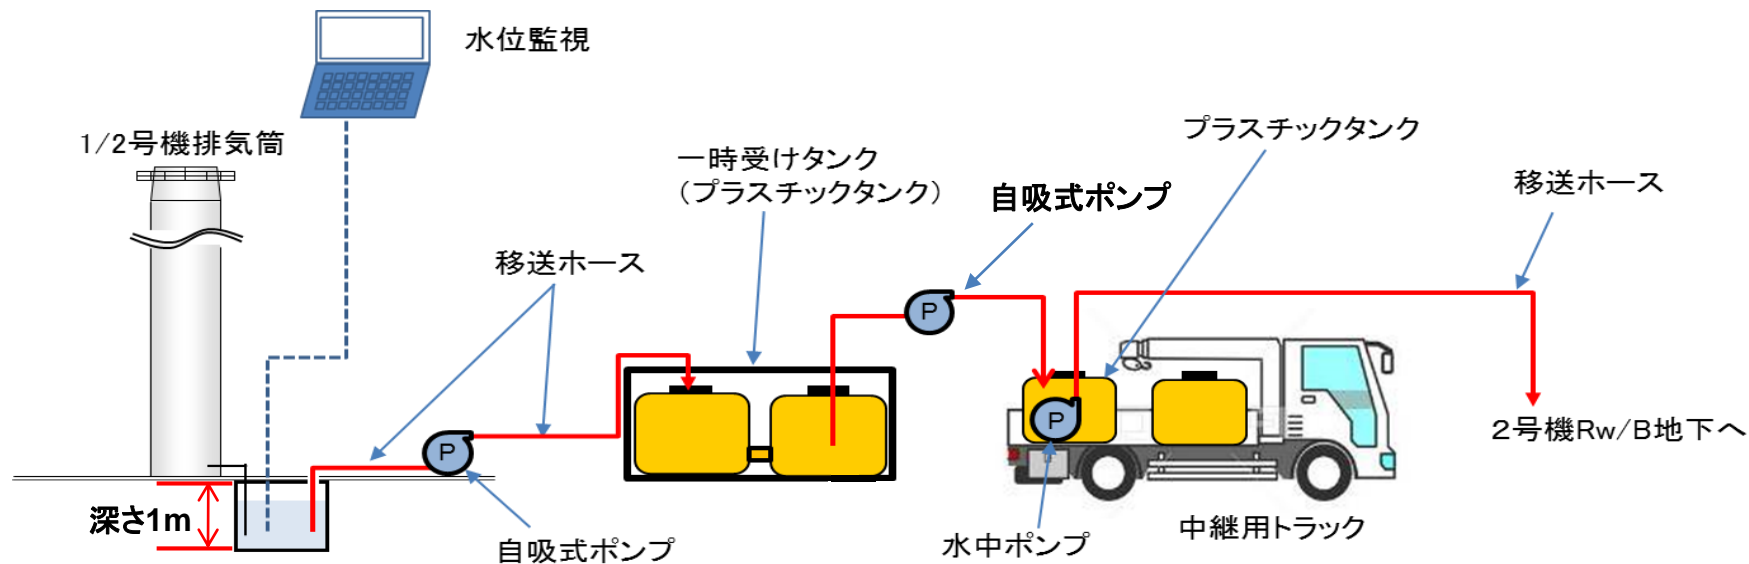 水位監視
1/2号機排気筒
プラスチックタンク
一時受けタンク
（プラスチックタンク）
自吸式ポンプ
移送ホース
移送ホース
P
P
P
2号機Rw/B地下へ
深さ1m
自吸式ポンプ
水中ポンプ
中継用トラック